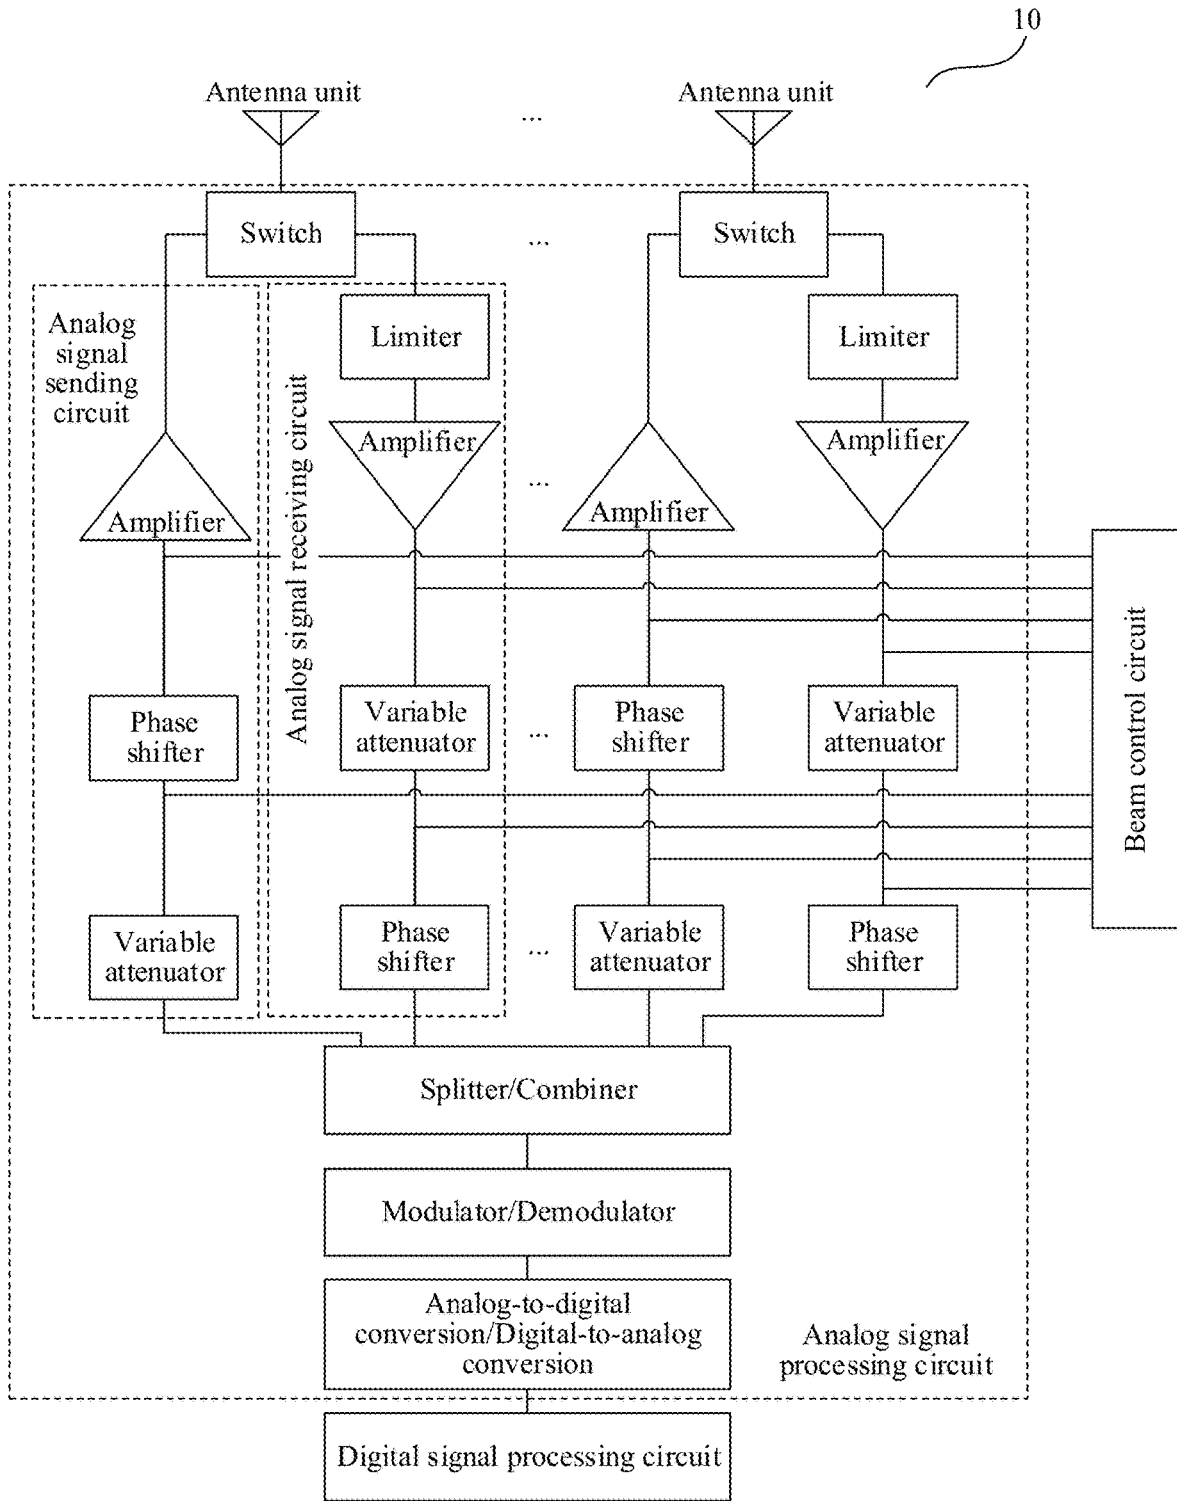 10
Antenna unit
...
Antenna unit
Switch
...
Switch
Analog
signal
sending
circuit
Limiter
Limiter
Analog signal receiving circuit
Amplifier
Amplifier
...
Amplifier
Amplifier
Beam control circuit
Phase
shifter
Variable
attenuator
...
Phase
shifter
Variable
attenuator
Variable
attenuator
Phase
shifter
...
Variable
attenuator
Phase
shifter
Splitter/Combiner
Modulator/Demodulator
Analog-to-digital
conversion/Digital-to-analog
conversion
Analog signal
processing circuit
Digital signal processing circuit